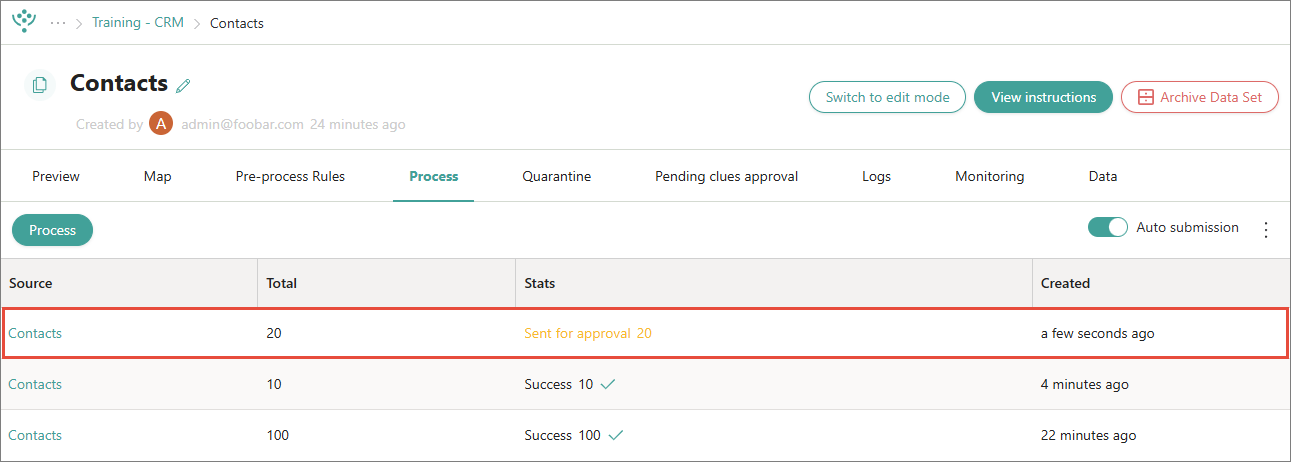 ··· > Training - CRM > Contacts
Contacts
Switch to edit mode View instructions Archive Data Set
Created by A admin@foobar.com 24 minutes ago
Preview Map Pre-process Rules Process Quarantine Pending clues approval Logs Monitoring Data
Process Auto submission
Source Total Stats Created
Contacts 20 Sent for approval 20 a few seconds ago
Contacts 10 Success 10 ✓ 4 minutes ago
Contacts 100 Success 100 ✓ 22 minutes ago